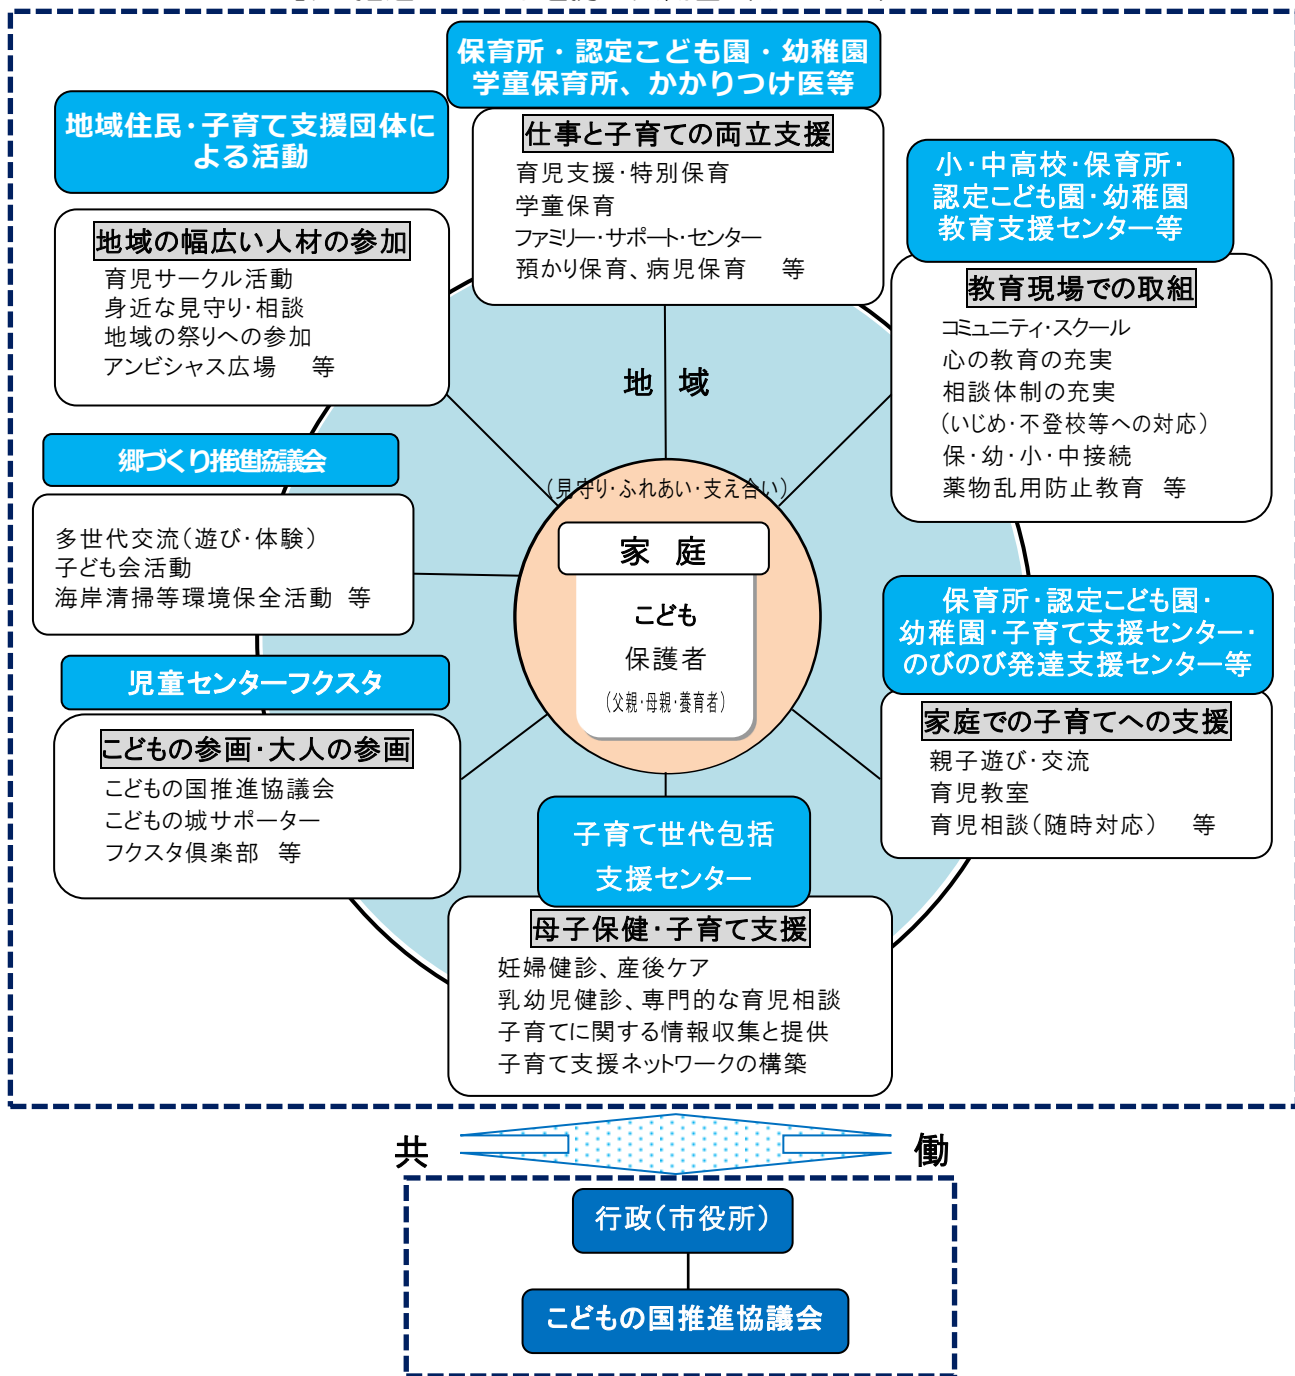 保育所・認定こども園・幼稚園
学童保育所、かかりつけ医等
仕事と子育ての両立支援
育児支援・特別保育
学童保育
ファミリー・サポート・センター
預かり保育、病児保育　等
地域住民・子育て支援団体に
よる活動
地域の幅広い人材の参加
育児サークル活動
身近な見守り・相談
地域の祭りへの参加
アンビシャス広場　等
小・中高校・保育所・
認定こども園・幼稚園
教育支援センター等
教育現場での取組
コミュニティ・スクール
心の教育の充実
相談体制の充実
(いじめ・不登校等への対応)
保・幼・小・中接続
薬物乱用防止教育　等
地　域
(見守り・ふれあい・支え合い)
家　庭
こども
保護者
(父親・母親・養育者)
郷づくり推進協議会
多世代交流(遊び・体験)
子ども会活動
海岸清掃等環境保全活動　等
児童センターフクスタ
こどもの参画・大人の参画
こどもの国推進協議会
こどもの城サポーター
フクスタ倶楽部　等
保育所・認定こども園・
幼稚園・子育て支援センター・
のびのび発達支援センター等
家庭での子育てへの支援
親子遊び・交流
育児教室
育児相談(随時対応)　等
子育て世代包括
支援センター
母子保健・子育て支援
妊婦健診、産後ケア
乳幼児健診、専門的な育児相談
子育てに関する情報収集と提供
子育て支援ネットワークの構築
共　働
行政(市役所)
こどもの国推進協議会